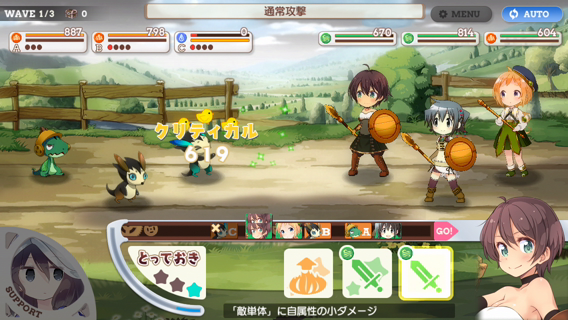 WAVE 1/3 0 通常攻撃 MENU AUTO
887 798 0 670 814 604
A B C
クリティカル
619
C B A GO!
とっておき
SUPPORT
「敵単体」に自属性の小ダメージ